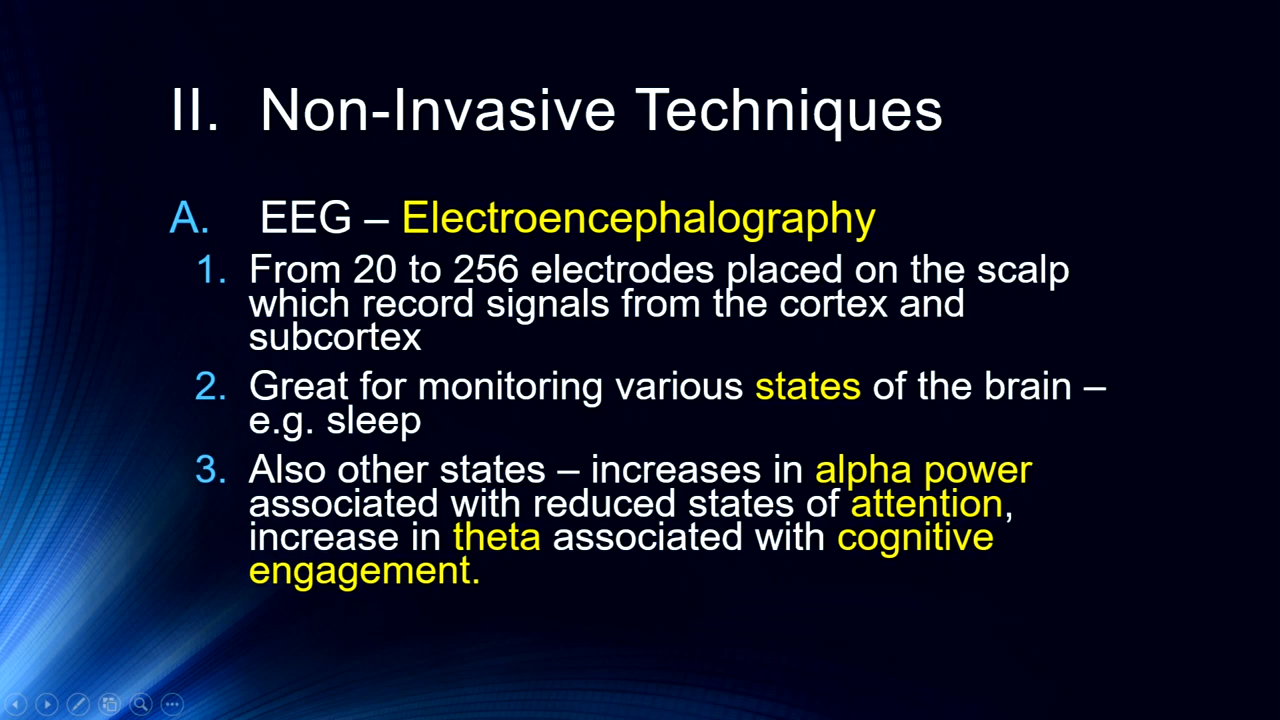 II. Non-Invasive Techniques
A. EEG – Electroencephalography
1. From 20 to 256 electrodes placed on the scalp
which record signals from the cortex and
subcortex
2. Great for monitoring various states of the brain –
e.g. sleep
3. Also other states – increases in alpha power
associated with reduced states of attention,
increase in theta associated with cognitive
engagement.